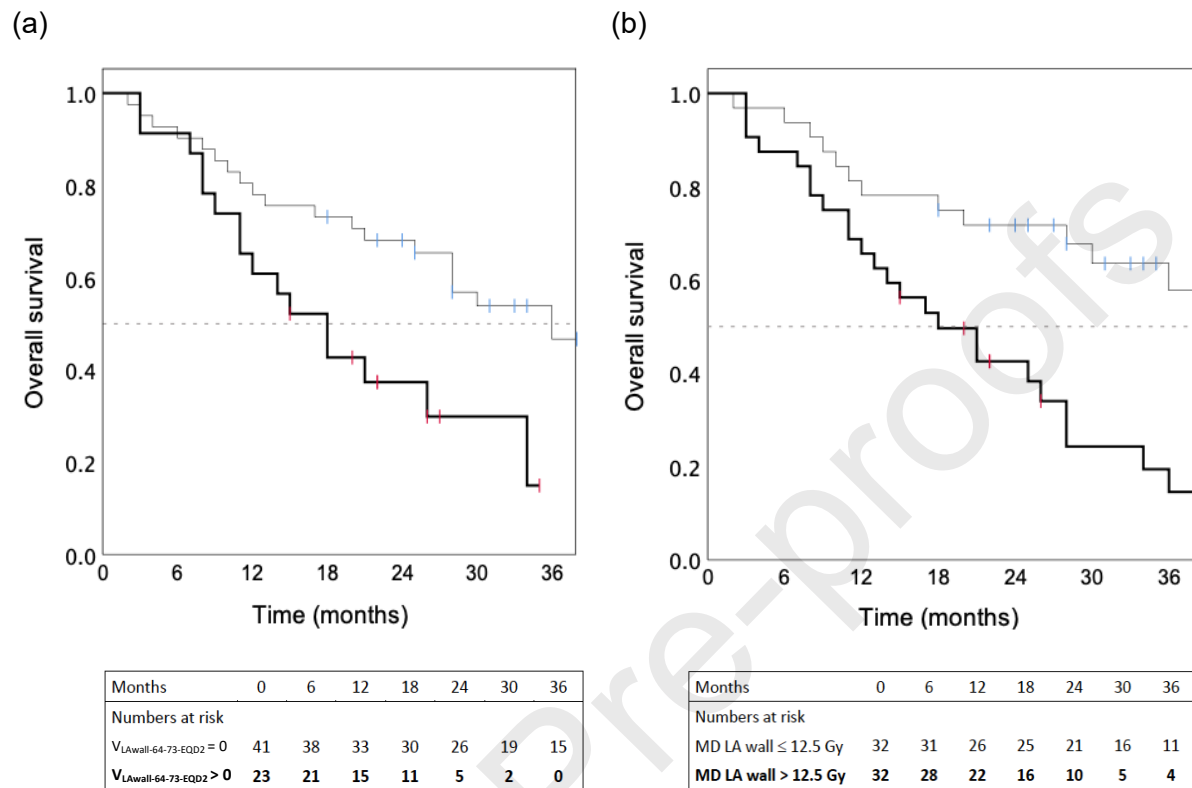 (a)
(b)
Overall survival
1.0
0.8
0.6
0.4
0.2
0.0
0 6 12 18 24 30 36
Time (months)
Overall survival
1.0
0.8
0.6
0.4
0.2
0.0
0 6 12 18 24 30 36
Time (months)
Months 0 6 12 18 24 30 36
Numbers at risk
VLAwall-64-73-EQD2 = 0 41 38 33 30 26 19 15
VLAwall-64-73-EQD2 > 0 23 21 15 11 5 2 0
Months 0 6 12 18 24 30 36
Numbers at risk
MD LA wall ≤ 12.5 Gy 32 31 26 25 21 16 11
MD LA wall > 12.5 Gy 32 28 22 16 10 5 4
Pre-proofs